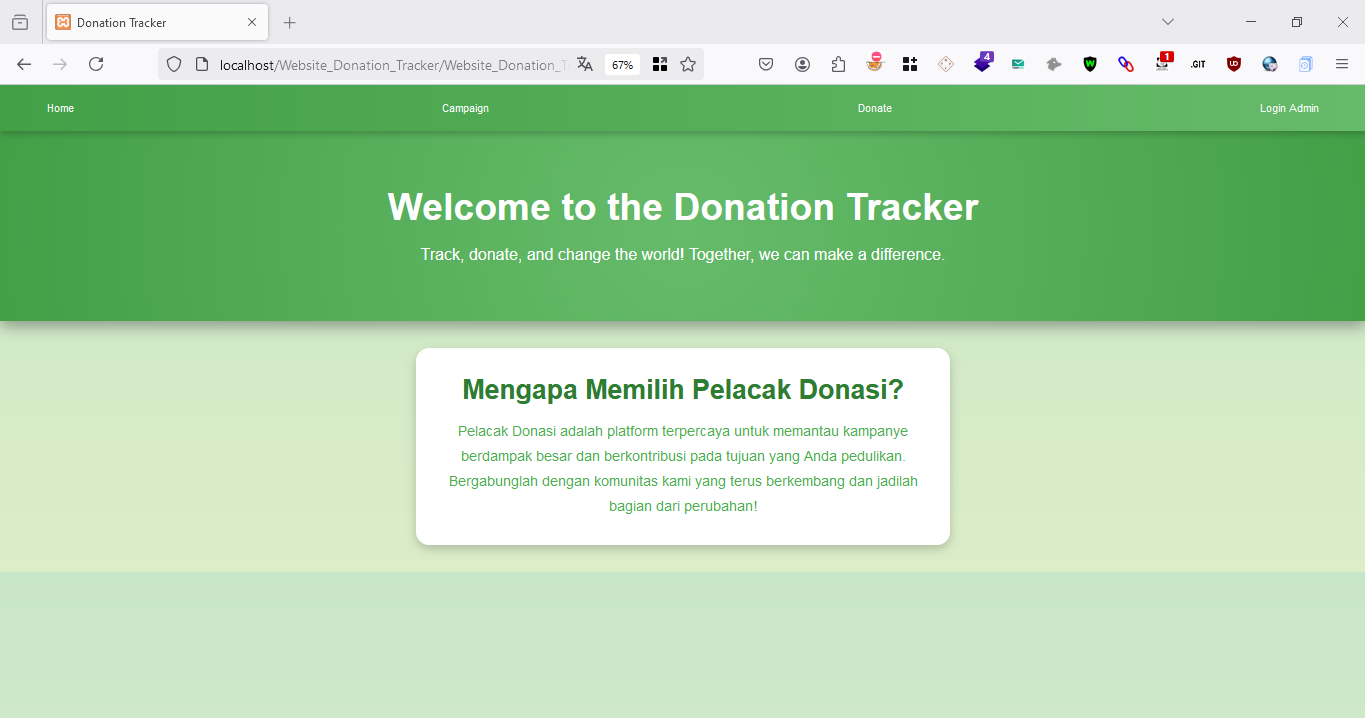 Donation Tracker
localhost/Website_Donation_Tracker/Website_Donation_T
67%
4
1
.GIT
Home
Campaign
Donate
Login Admin
Welcome to the Donation Tracker
Track, donate, and change the world! Together, we can make a difference.
Mengapa Memilih Pelacak Donasi?
Pelacak Donasi adalah platform terpercaya untuk memantau kampanye
berdampak besar dan berkontribusi pada tujuan yang Anda pedulikan.
Bergabunglah dengan komunitas kami yang terus berkembang dan jadilah
bagian dari perubahan!